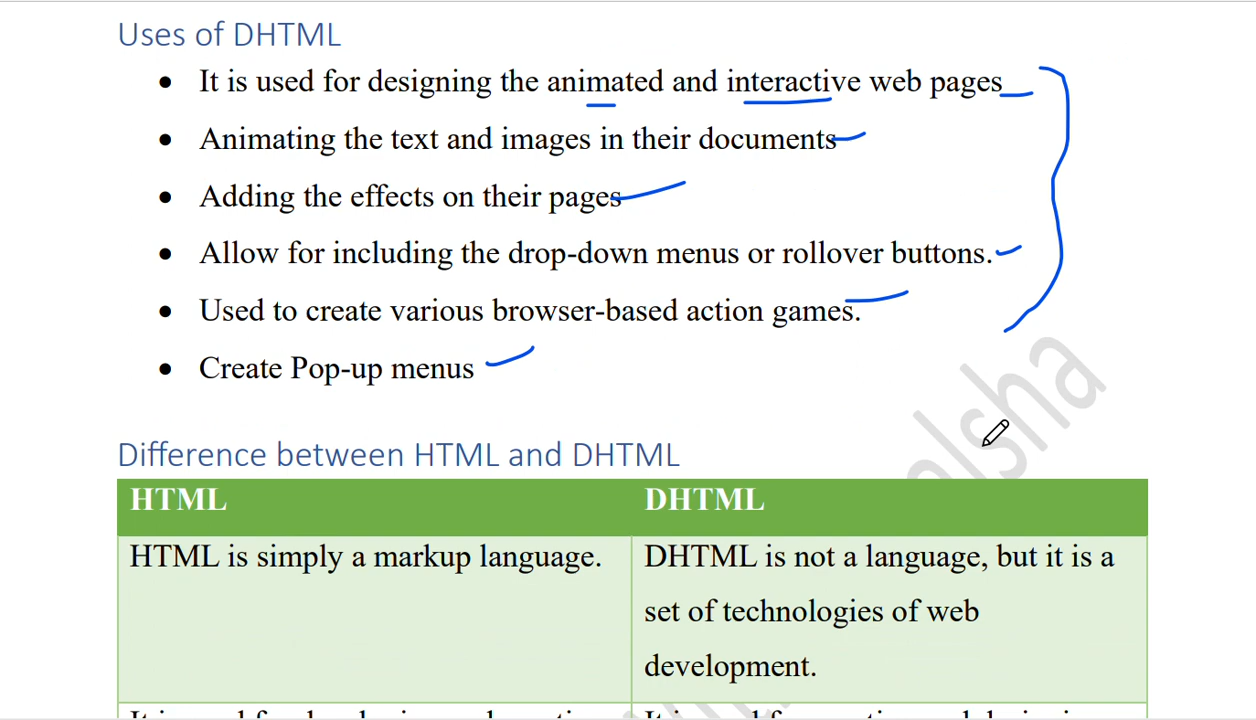 Uses of DHTML
• It is used for designing the animated and interactive web pages
• Animating the text and images in their documents
• Adding the effects on their pages
• Allow for including the drop-down menus or rollover buttons.
• Used to create various browser-based action games.
• Create Pop-up menus
Difference between HTML and DHTML
HTML
DHTML
HTML is simply a markup language.
DHTML is not a language, but it is a
set of technologies of web
development.